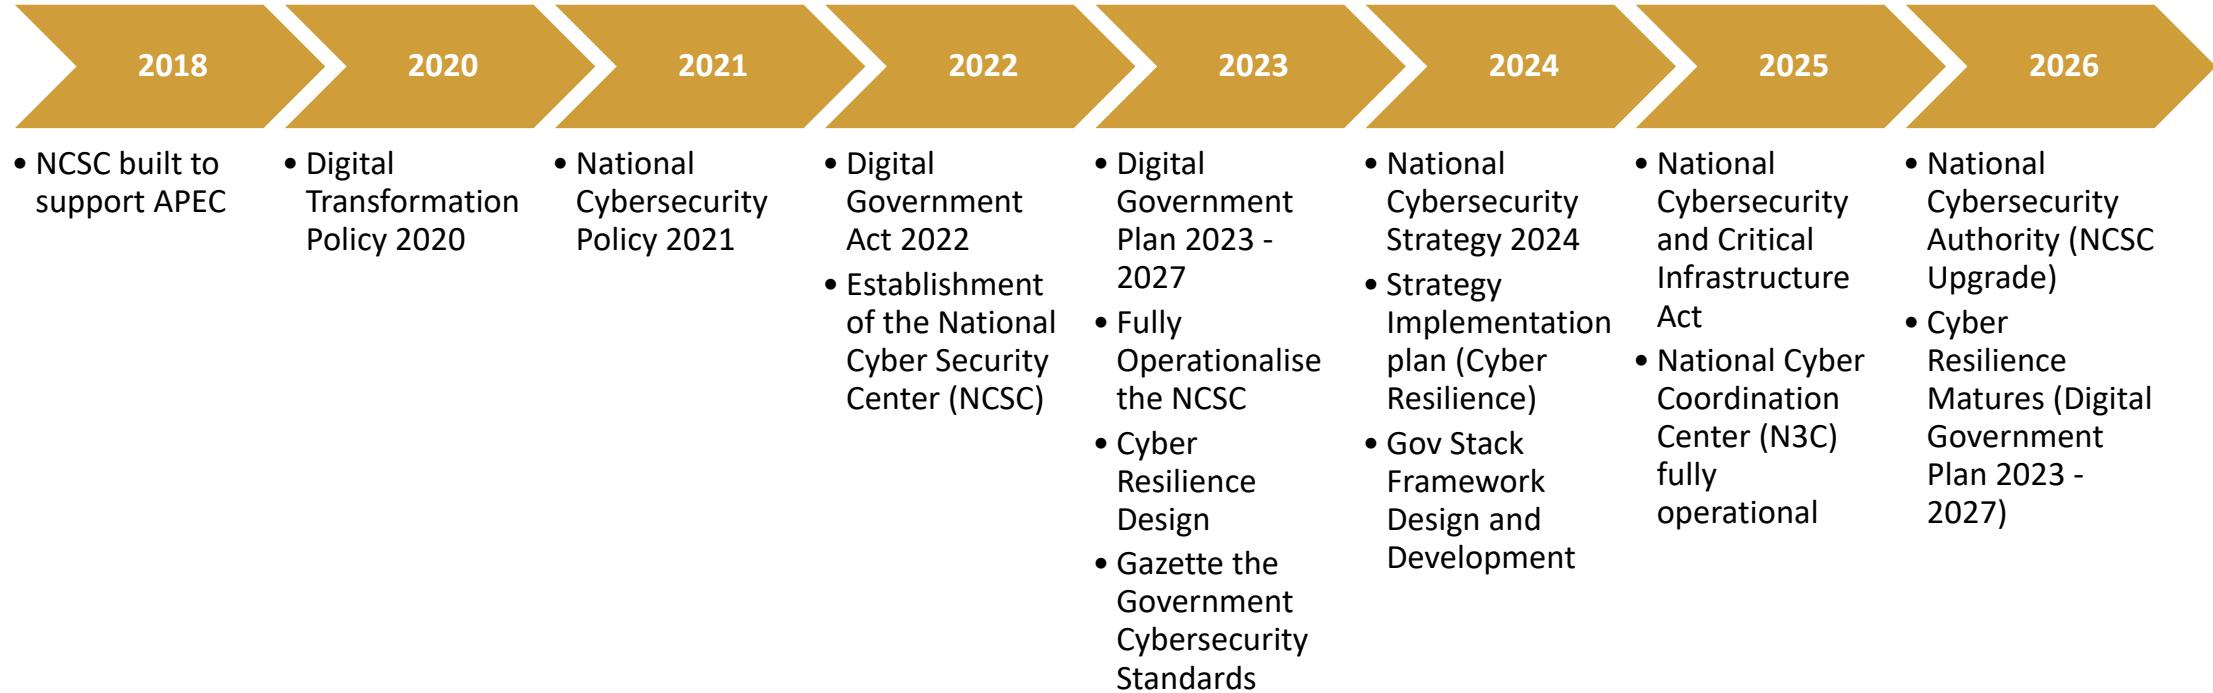 2018
2020
2021
2022
2023
2024
2025
2026
• NCSC built to
support APEC
• Digital
Transformation
Policy 2020
• National
Cybersecurity
Policy 2021
• Digital
Government
Act 2022
• Establishment
of the National
Cyber Security
Center (NCSC)
• Digital
Government
Plan 2023 -
2027
• Fully
Operationalise
the NCSC
• Cyber
Resilience
Design
• Gazette the
Government
Cybersecurity
Standards
• National
Cybersecurity
Strategy 2024
• Strategy
Implementation
plan (Cyber
Resilience)
• Gov Stack
Framework
Design and
Development
• National
Cybersecurity
and Critical
Infrastructure
Act
• National Cyber
Coordination
Center (N3C)
fully
operational
• National
Cybersecurity
Authority (NCSC
Upgrade)
• Cyber
Resilience
Matures (Digital
Government
Plan 2023 -
2027)